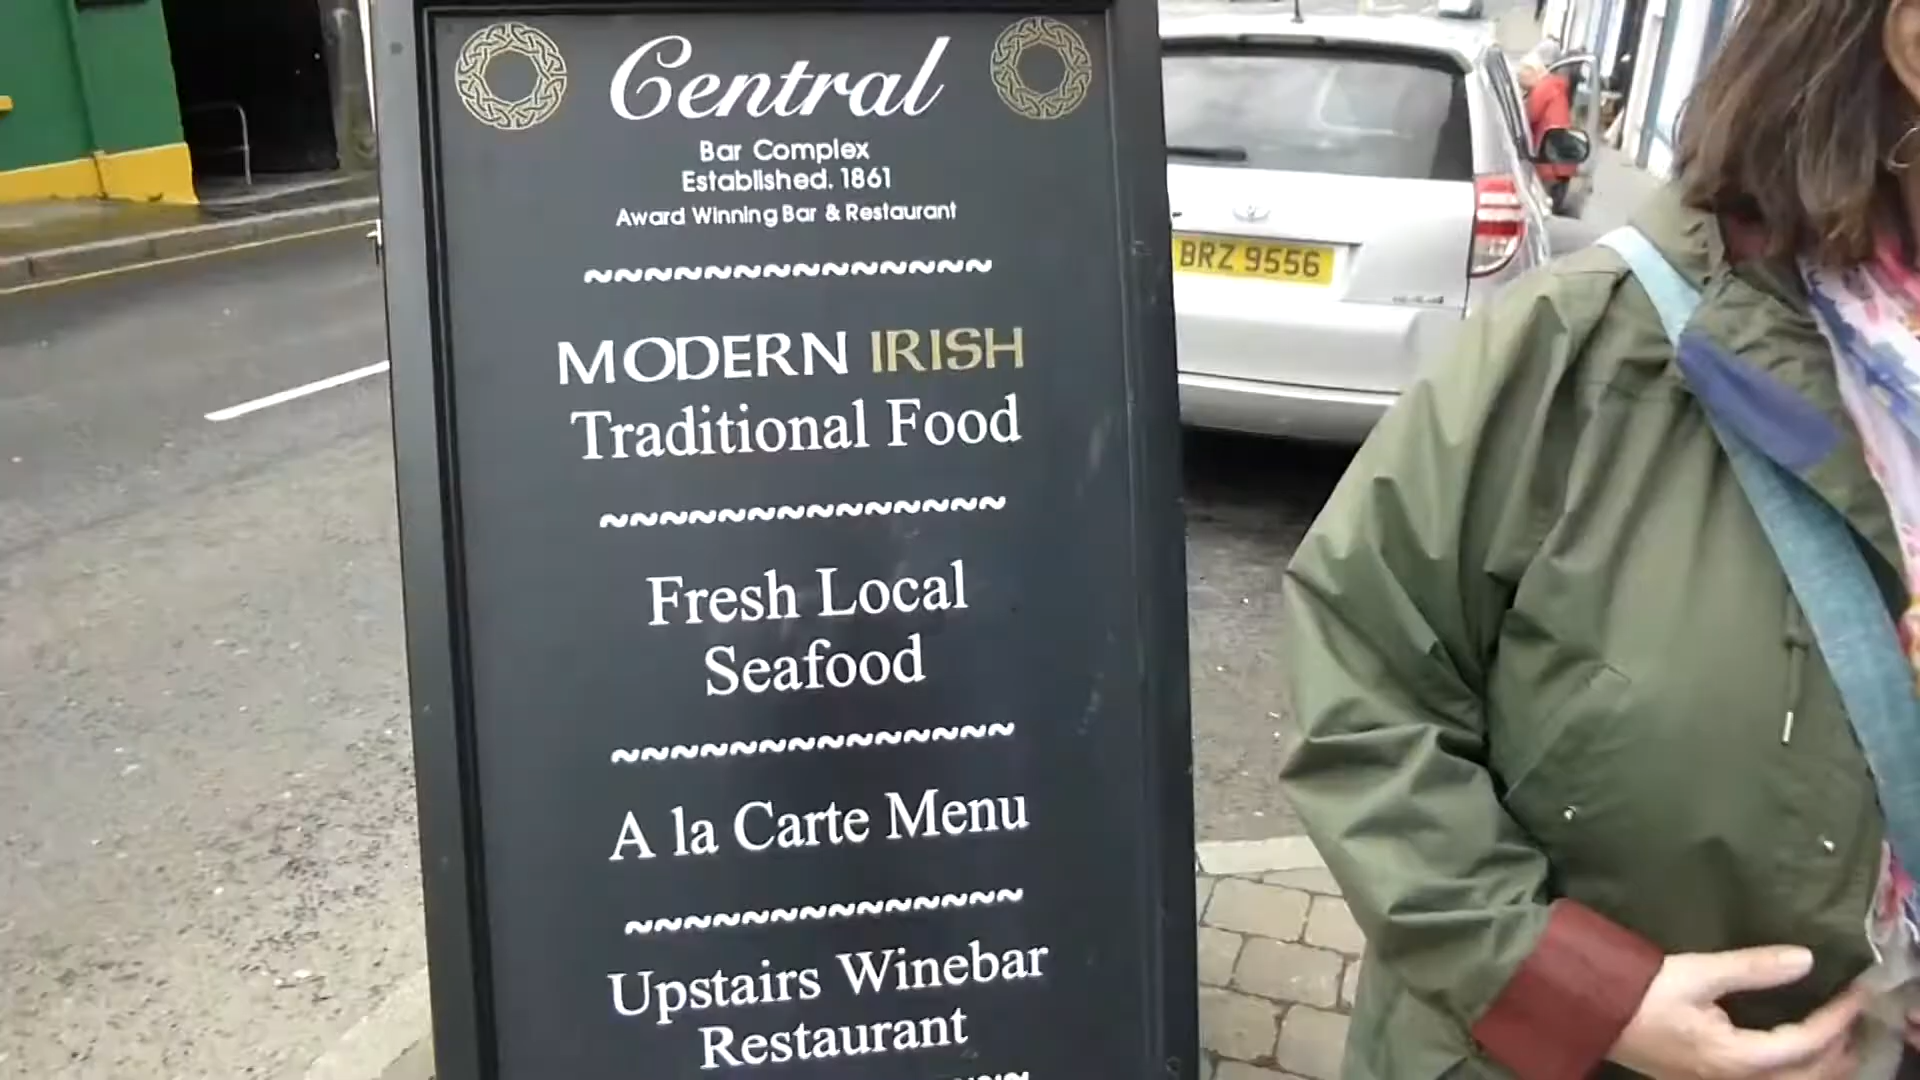 Central
Bar Complex
Established. 1861
Award Winning Bar & Restaurant
~~~~~~~~~~~~~~
MODERN IRISH
Traditional Food
~~~~~~~~~~~~~~
Fresh Local
Seafood
~~~~~~~~~~~~~~
A la Carte Menu
~~~~~~~~~~~~~~
Upstairs Winebar
Restaurant
BRZ 9556